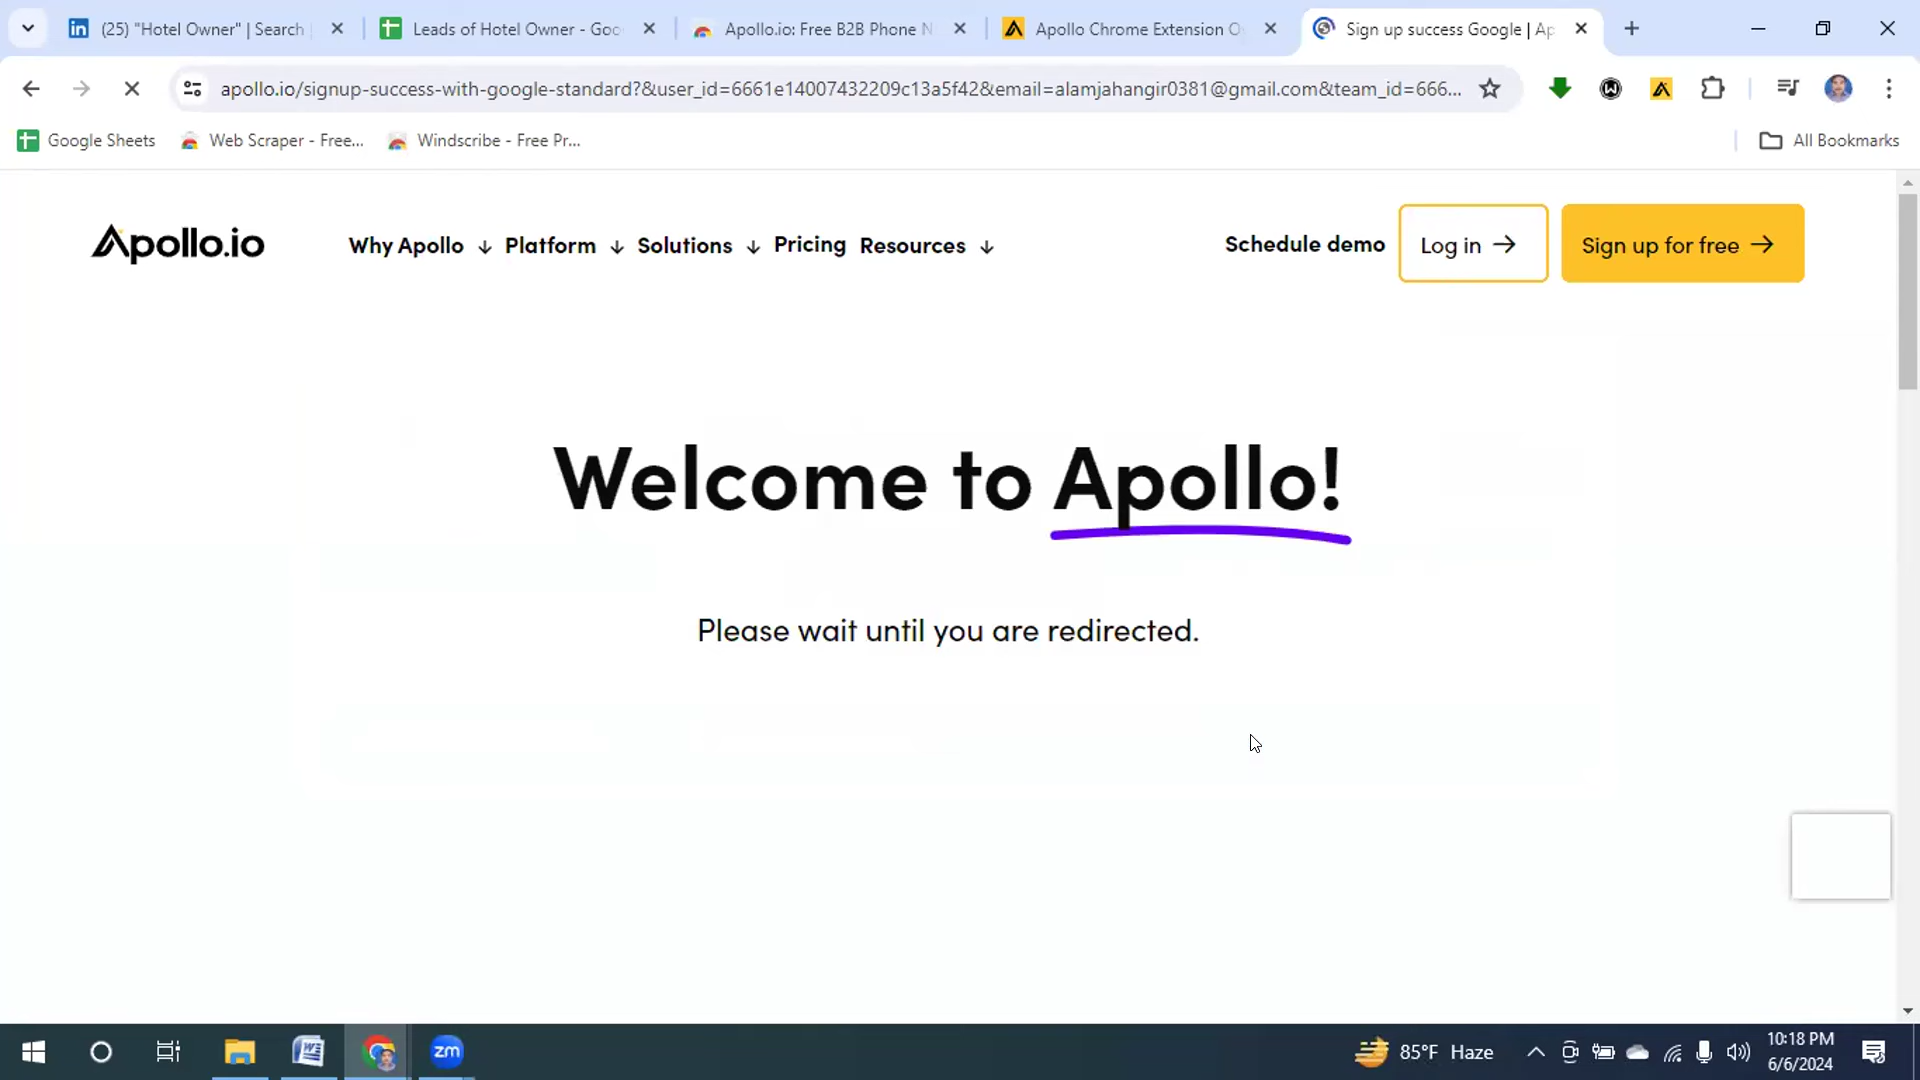 (25) "Hotel Owner" | Search
Leads of Hotel Owner - Goo
Apollo.io: Free B2B Phone N
Apollo Chrome Extension O
Sign up success Google | Ap
apollo.io/signup-success-with-google-standard?&user_id=6661e14007432209c13a5f42&email=alamjahangir0381@gmail.com&team_id=666...
Google Sheets
Web Scraper - Free...
Windscribe - Free Pr...
All Bookmarks
Apollo.io
Why Apollo
Platform
Solutions
Pricing
Resources
Schedule demo
Log in
Sign up for free
Welcome to Apollo!
Please wait until you are redirected.
zm
85°F Haze
10:18 PM
6/6/2024